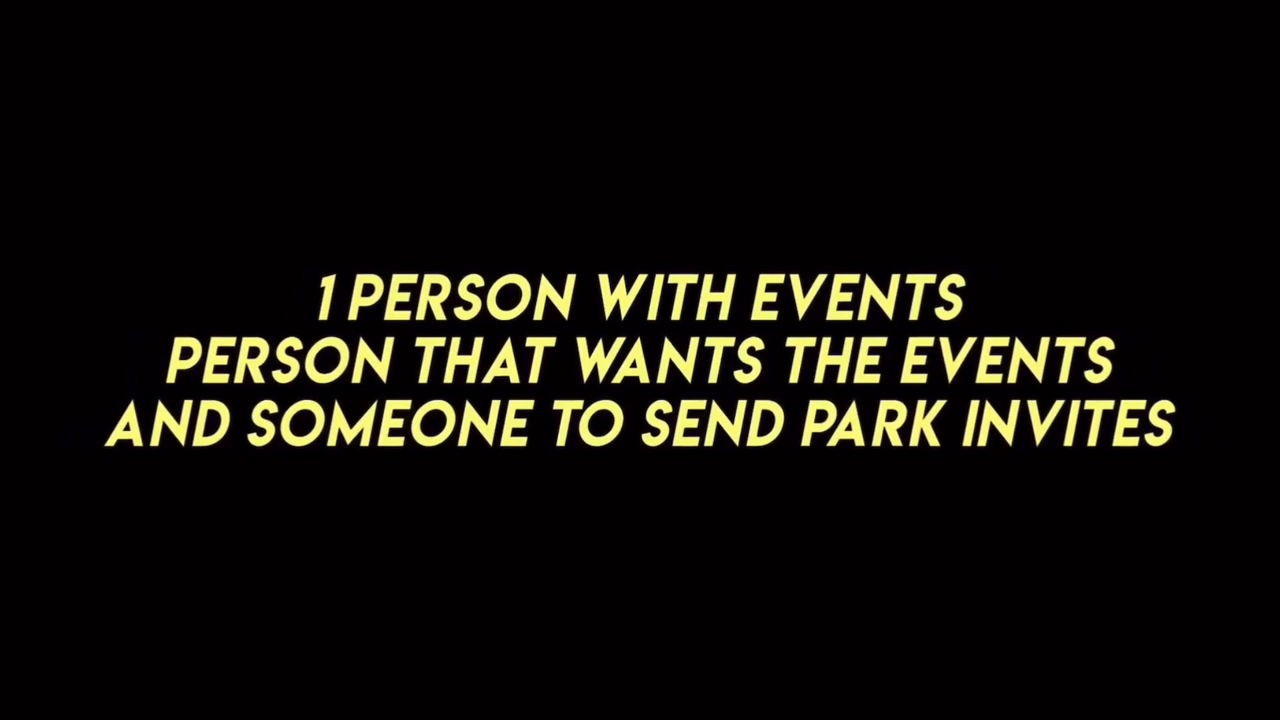 1 PERSON WITH EVENTS
PERSON THAT WANTS THE EVENTS
AND SOMEONE TO SEND PARK INVITES